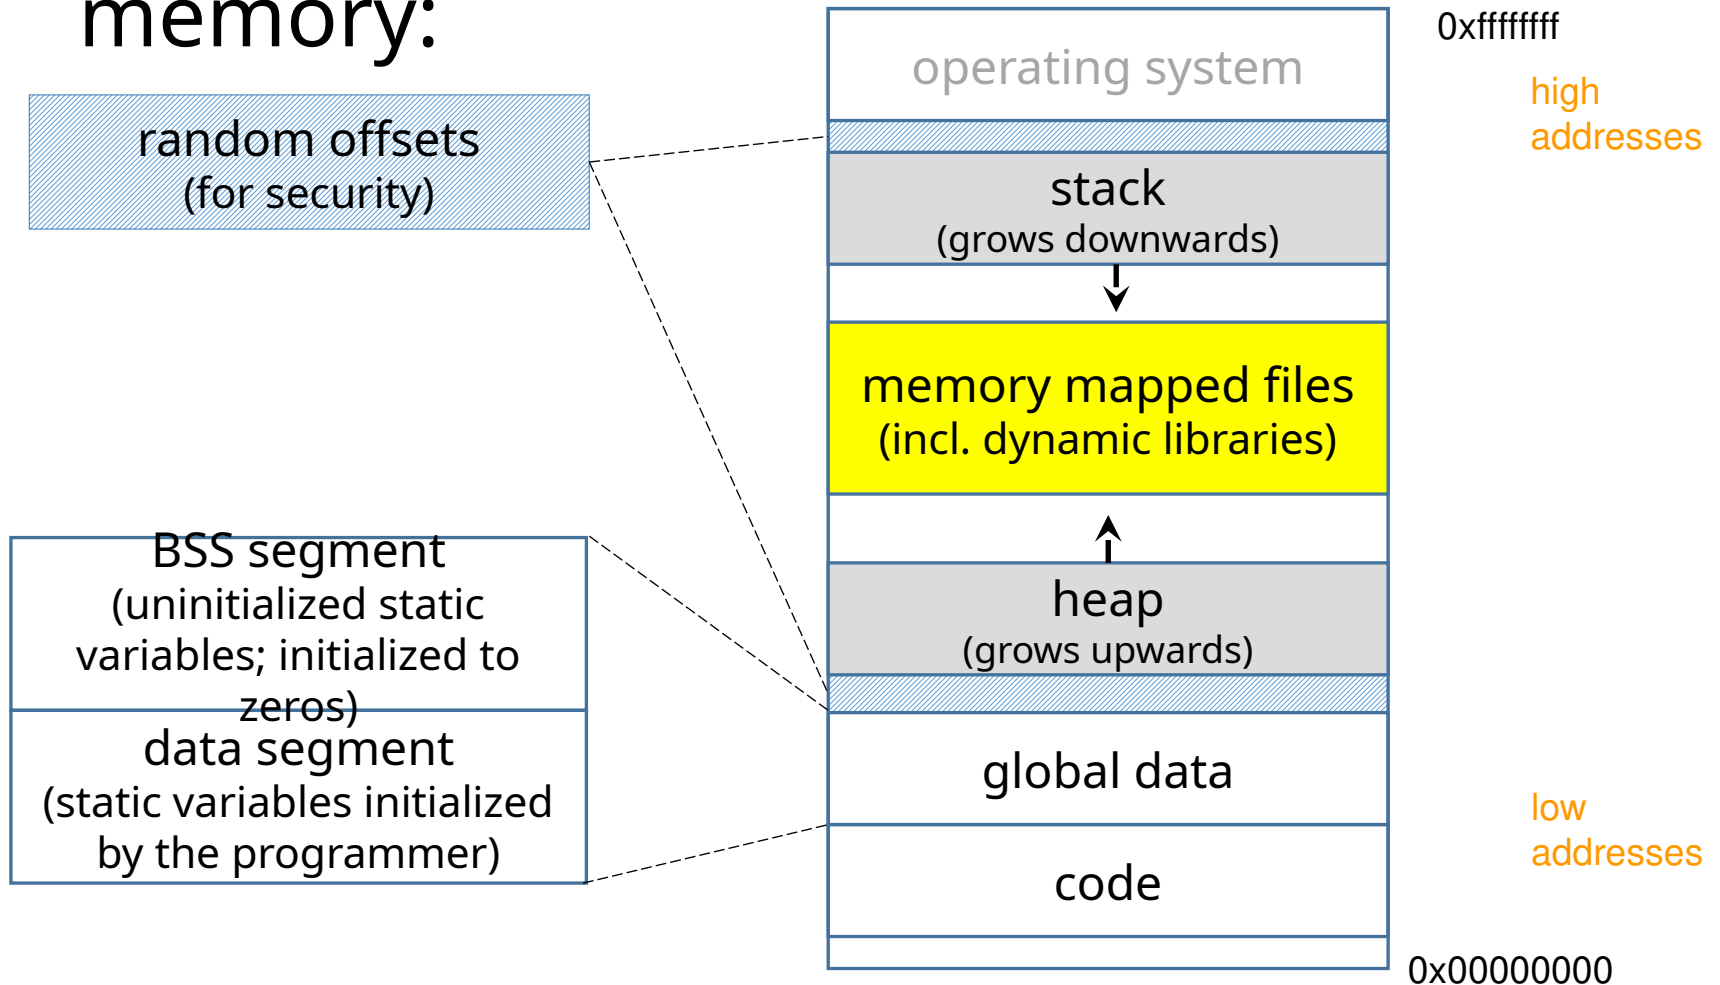 memory:
random offsets
(for security)
BSS segment
(uninitialized static
variables; initialized to
zeros)
data segment
(static variables initialized
by the programmer)
operating system
stack
(grows downwards)
memory mapped files
(incl. dynamic libraries)
heap
(grows upwards)
global data
code
0xffffffff
high
addresses
low
addresses
0x00000000